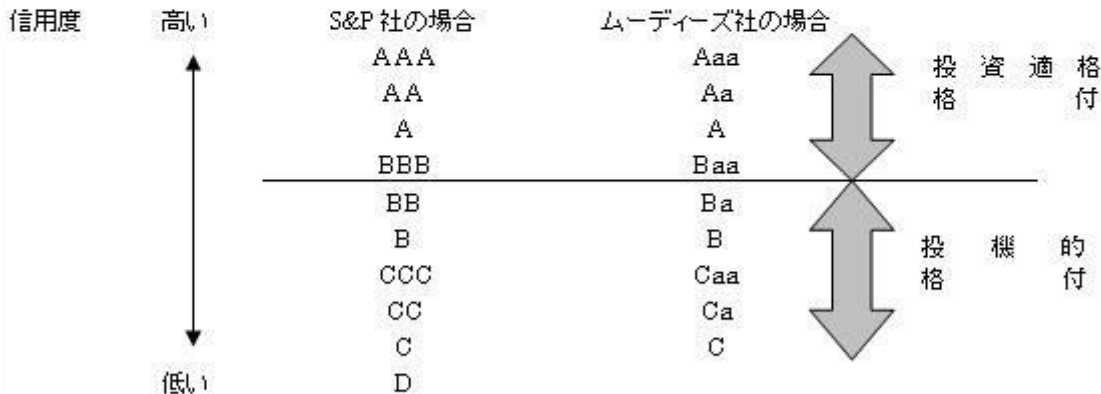 信用度 高い S&P社の場合 ムーディーズ社の場合
AAA Aaa
AA Aa
A A
BBB Baa
投資適格
格付
BB Ba
B B
CCC Caa
CC Ca
C C
投機的
格付
低い D